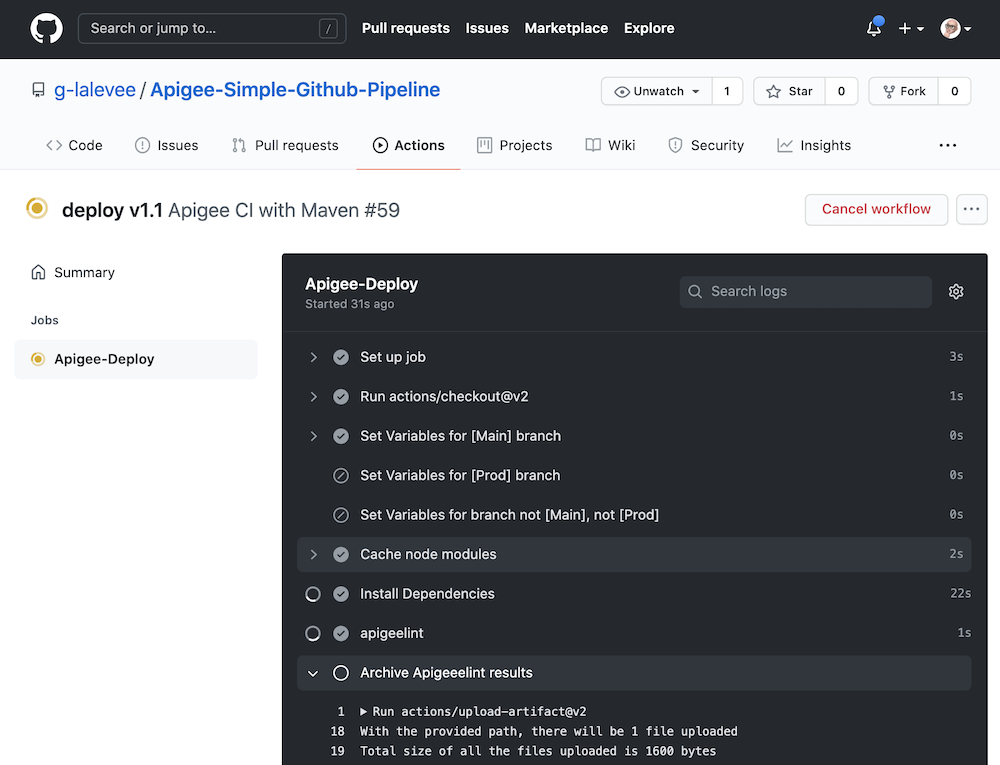 Search or jump to… /
Pull requests Issues Marketplace Explore
g-lalevee / Apigee-Simple-Github-Pipeline
Unwatch 1 Star 0 Fork 0
Code Issues Pull requests Actions Projects Wiki Security Insights ...
deploy v1.1 Apigee CI with Maven #59
Cancel workflow ...
Summary
Jobs
Apigee-Deploy
Apigee-Deploy
Started 31s ago
Search logs
Set up job 3s
Run actions/checkout@v2 1s
Set Variables for [Main] branch 0s
Set Variables for [Prod] branch 0s
Set Variables for branch not [Main], not [Prod] 0s
Cache node modules 2s
Install Dependencies 22s
apigeelint 1s
Archive Apigeeelint results
1 ▶ Run actions/upload-artifact@v2
18 With the provided path, there will be 1 file uploaded
19 Total size of all the files uploaded is 1600 bytes